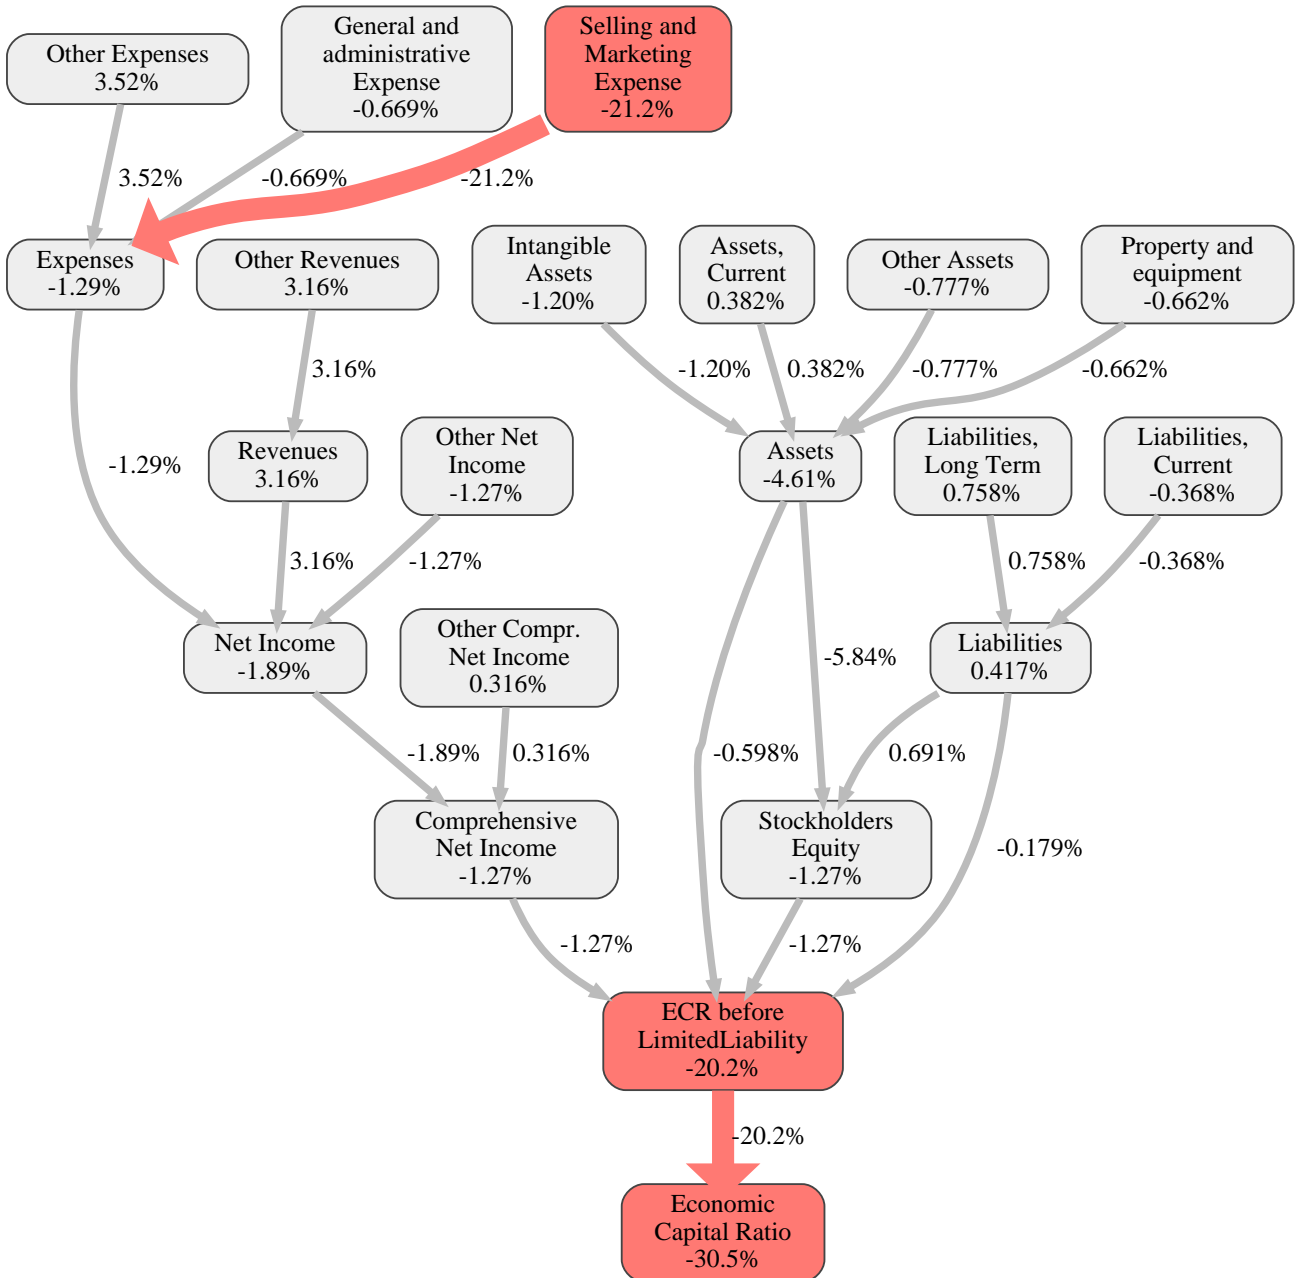 Other Expenses
3.52%
General and
administrative
Expense
-0.669%
Selling and
Marketing
Expense
-21.2%
3.52%
-0.669%
-21.2%
Expenses
-1.29%
Other Revenues
3.16%
Intangible
Assets
-1.20%
Assets,
Current
0.382%
Other Assets
-0.777%
Property and
equipment
-0.662%
3.16%
-1.20%
0.382%
-0.777%
-0.662%
-1.29%
Revenues
3.16%
Other Net
Income
-1.27%
Assets
-4.61%
Liabilities,
Long Term
0.758%
Liabilities,
Current
-0.368%
3.16%
-1.27%
0.758%
-0.368%
Net Income
-1.89%
Other Compr.
Net Income
0.316%
-5.84%
Liabilities
0.417%
-1.89%
0.316%
-0.598%
0.691%
Comprehensive
Net Income
-1.27%
Stockholders
Equity
-1.27%
-0.179%
-1.27%
-1.27%
ECR before
LimitedLiability
-20.2%
-20.2%
Economic
Capital Ratio
-30.5%